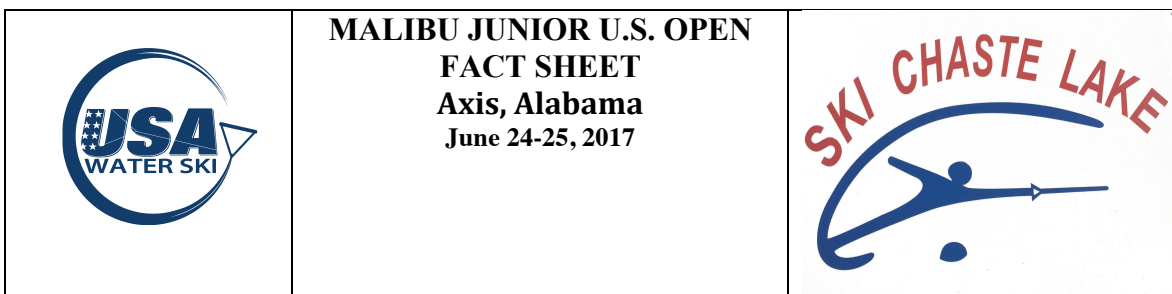 USA
WATER SKI
MALIBU JUNIOR U.S. OPEN
FACT SHEET
Axis, Alabama
June 24-25, 2017
SKI CHASTE LAKE